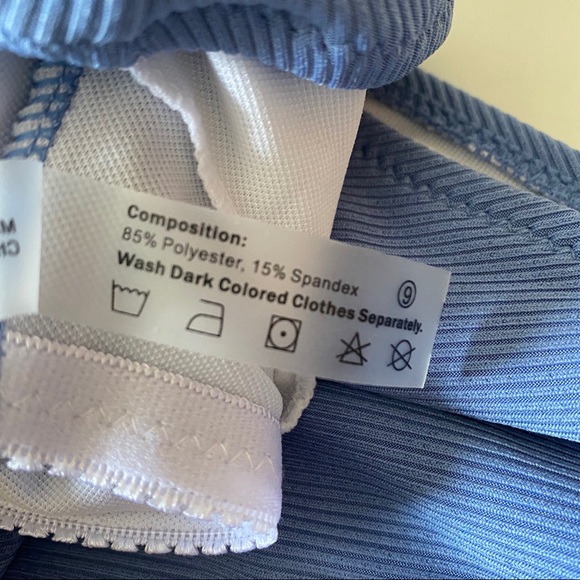 Composition:
85% Polyester, 15% Spandex
Wash Dark Colored Clothes Separately.
⑨